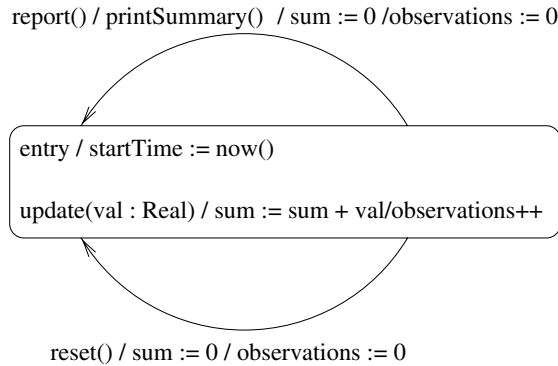 report() / printSummary() / sum := 0 /observations := 0
entry / startTime := now()
update(val : Real) / sum := sum + val/observations++
reset() / sum := 0 / observations := 0